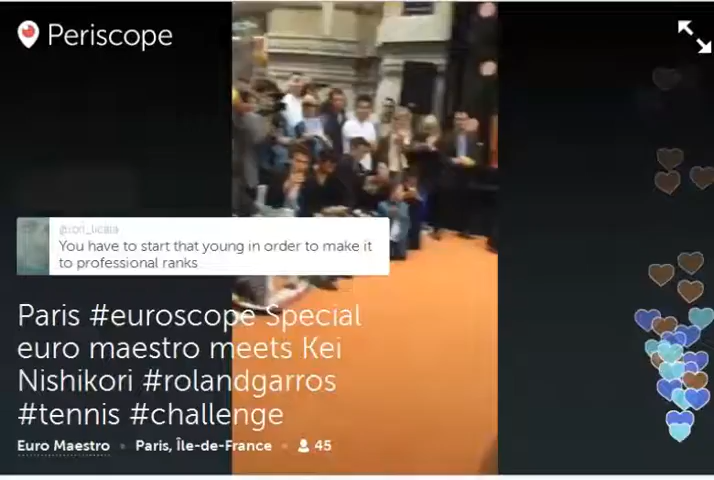 Periscope
You have to start that young in order to make it
to professional ranks
Paris #euroscope Special
euro maestro meets Kei
Nishikori #rolandgarros
#tennis #challenge
Euro Maestro • Paris, Île-de-France • 45